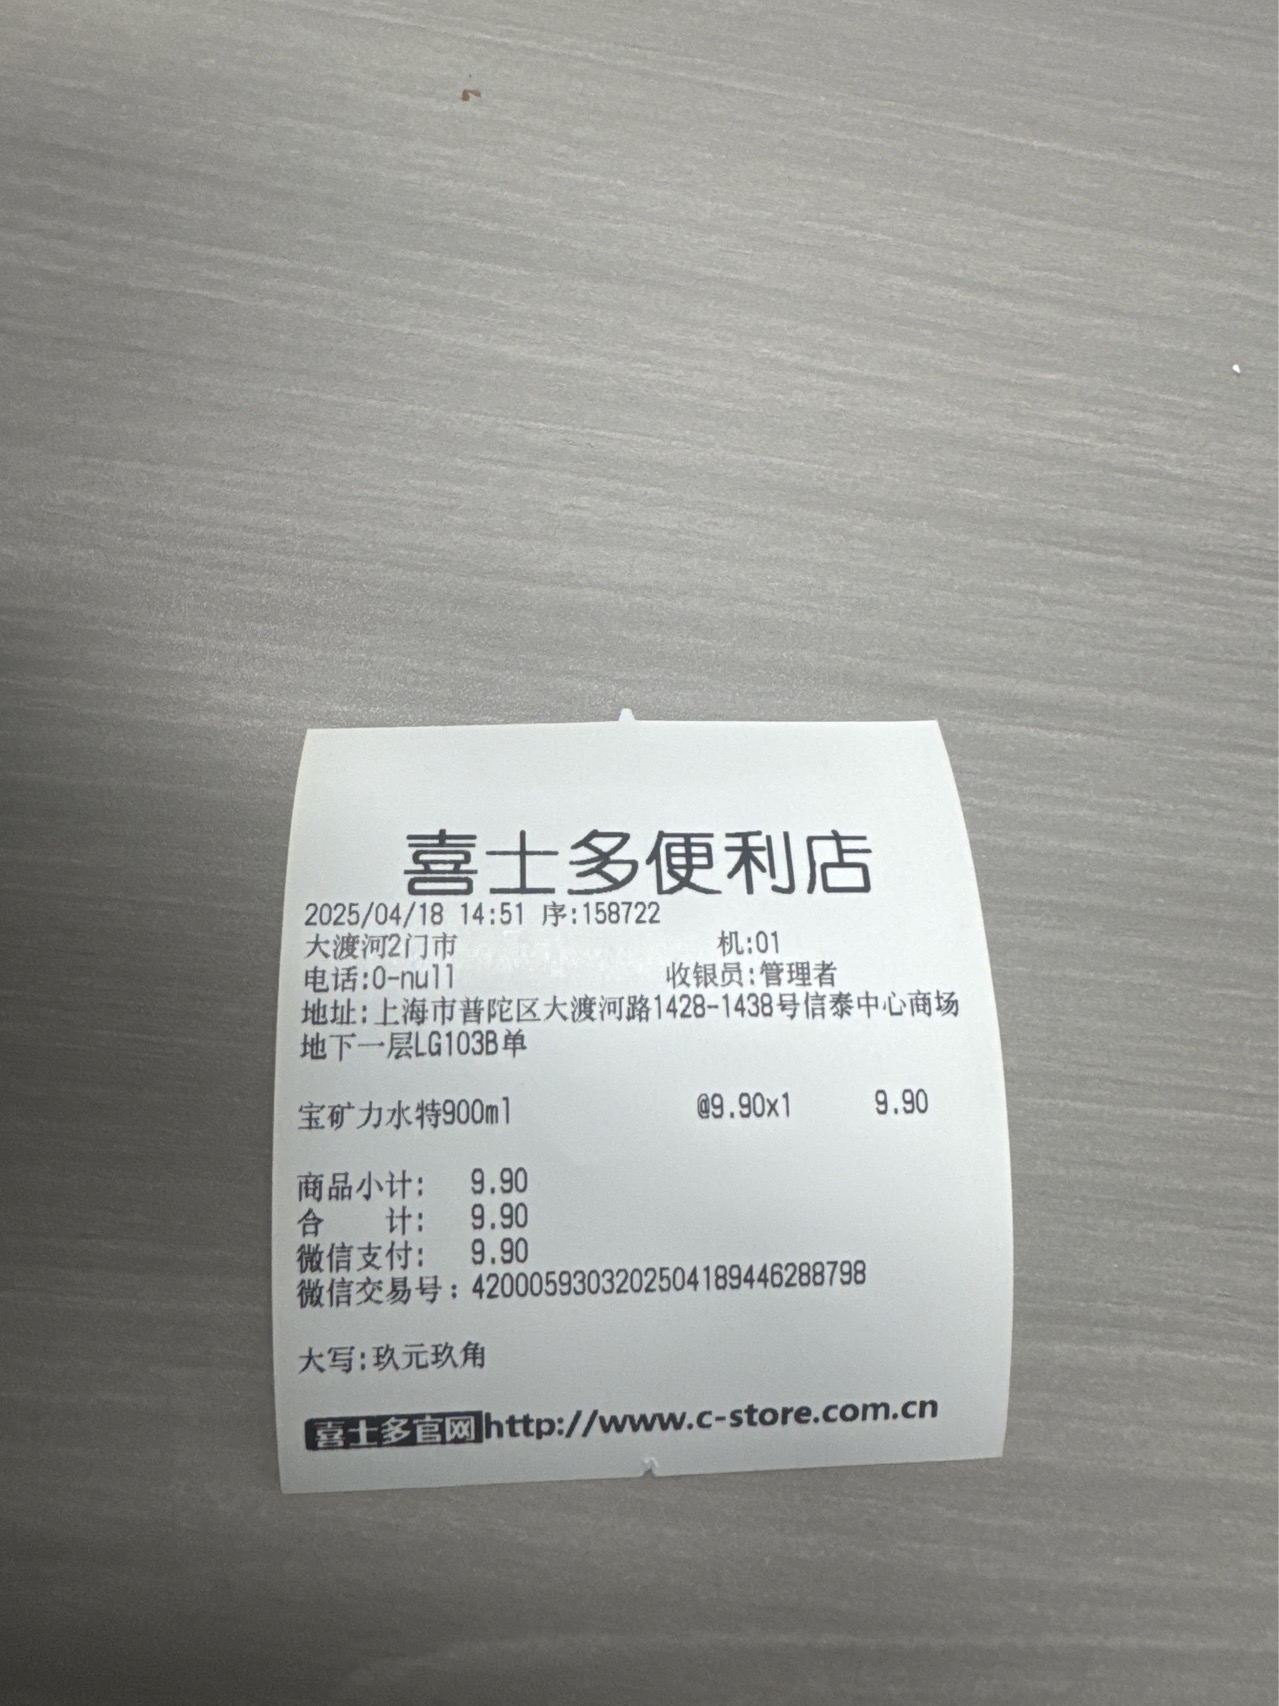 喜士多便利店
2025/04/18 14:51 序:158722
大渡河2门市 机:01
电话:0-null 收银员:管理者
地址:上海市普陀区大渡河路1428-1438号信泰中心商场
地下一层LG103B单
宝矿力水特900ml @9.90x1 9.90
商品小计: 9.90
合 计: 9.90
微信支付: 9.90
微信交易号:4200059303202504189446288798
大写:玖元玖角
喜士多官网http://www.c-store.com.cn